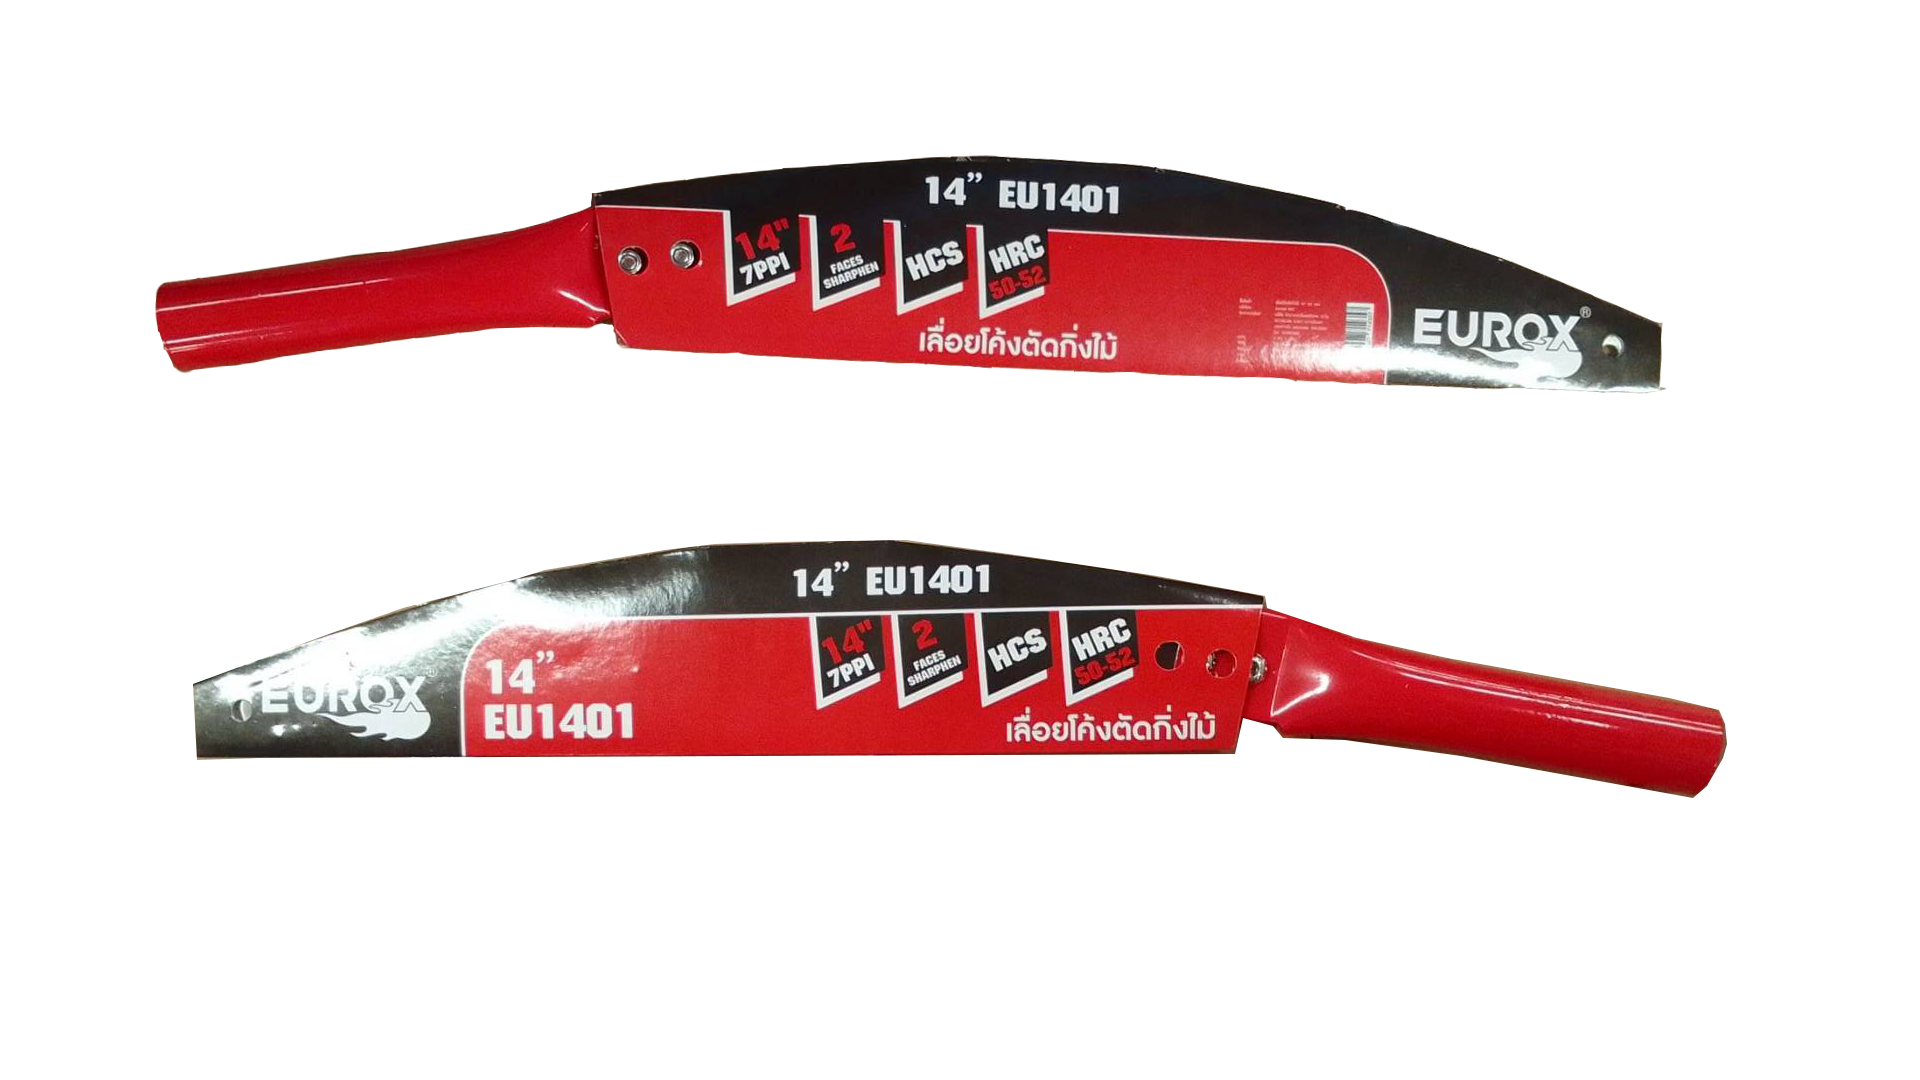 14” EU1401
14"
7PPI
2
FACES
SHARPHEN
HCS
HRC
50-52
เลื่อยโค้งตัดกิ่งไม้
EUROX®
14” EU1401
14"
7PPI
2
FACES
SHARPHEN
HCS
HRC
50-52
EUROX
14”
EU1401
เลื่อยโค้งตัดกิ่งไม้